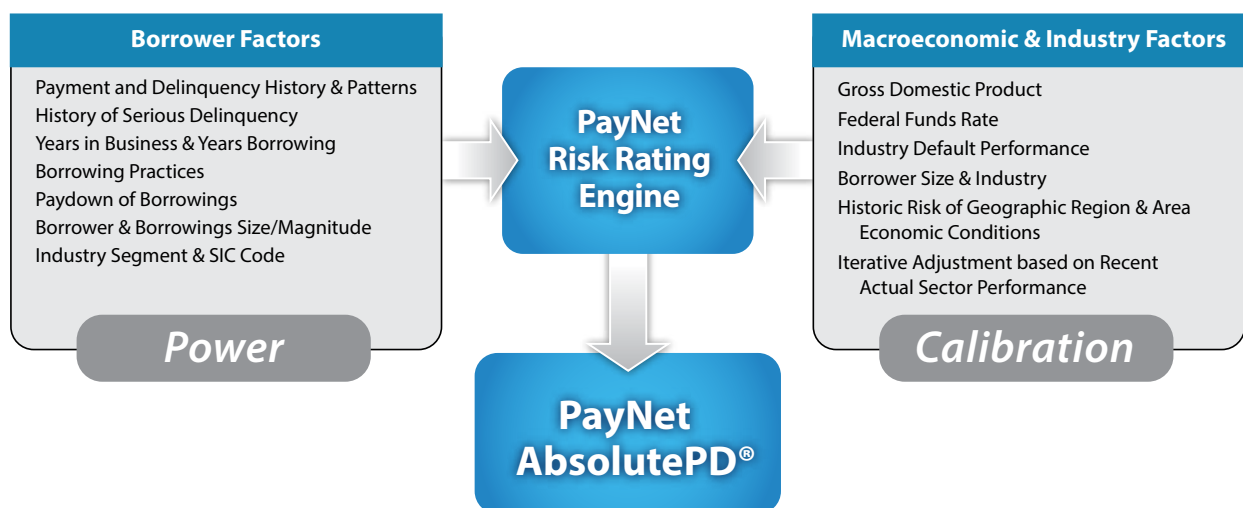 Borrower Factors
Payment and Delinquency History & Patterns
History of Serious Delinquency
Years in Business & Years Borrowing
Borrowing Practices
Paydown of Borrowings
Borrower & Borrowings Size/Magnitude
Industry Segment & SIC Code
Power
PayNet
Risk Rating
Engine
Macroeconomic & Industry Factors
Gross Domestic Product
Federal Funds Rate
Industry Default Performance
Borrower Size & Industry
Historic Risk of Geographic Region & Area
Economic Conditions
Iterative Adjustment based on Recent
Actual Sector Performance
Calibration
PayNet
AbsolutePD®